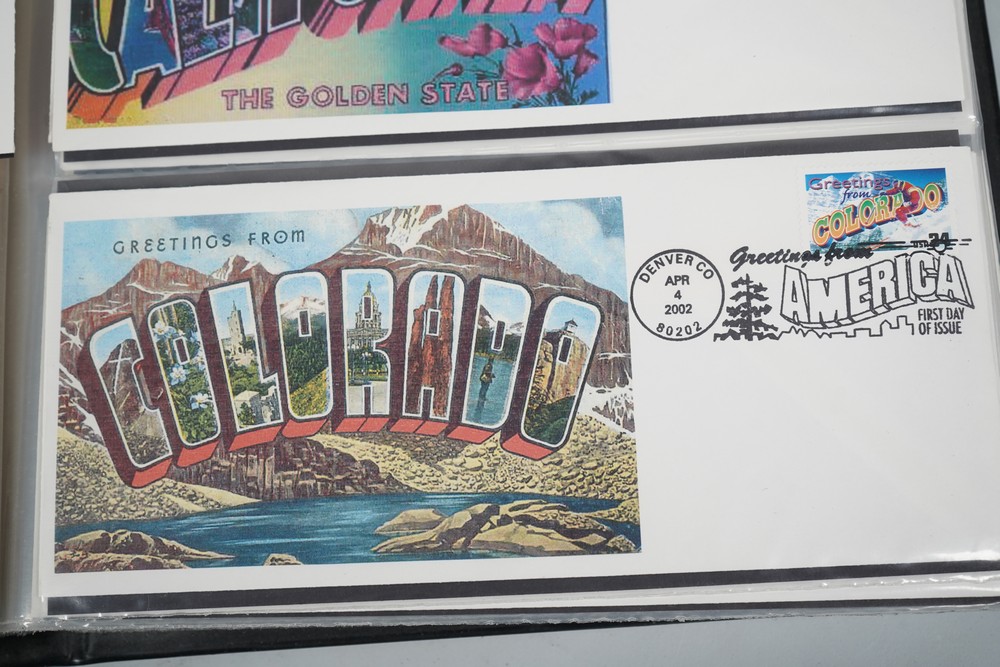 CALIFORNIA
THE GOLDEN STATE
GREETINGS FROM
COLORADO
Greetings
from
COLORADO
USA 34
DENVER CO
APR
4
2002
80202
Greetings from
AMERICA
FIRST DAY
OF ISSUE